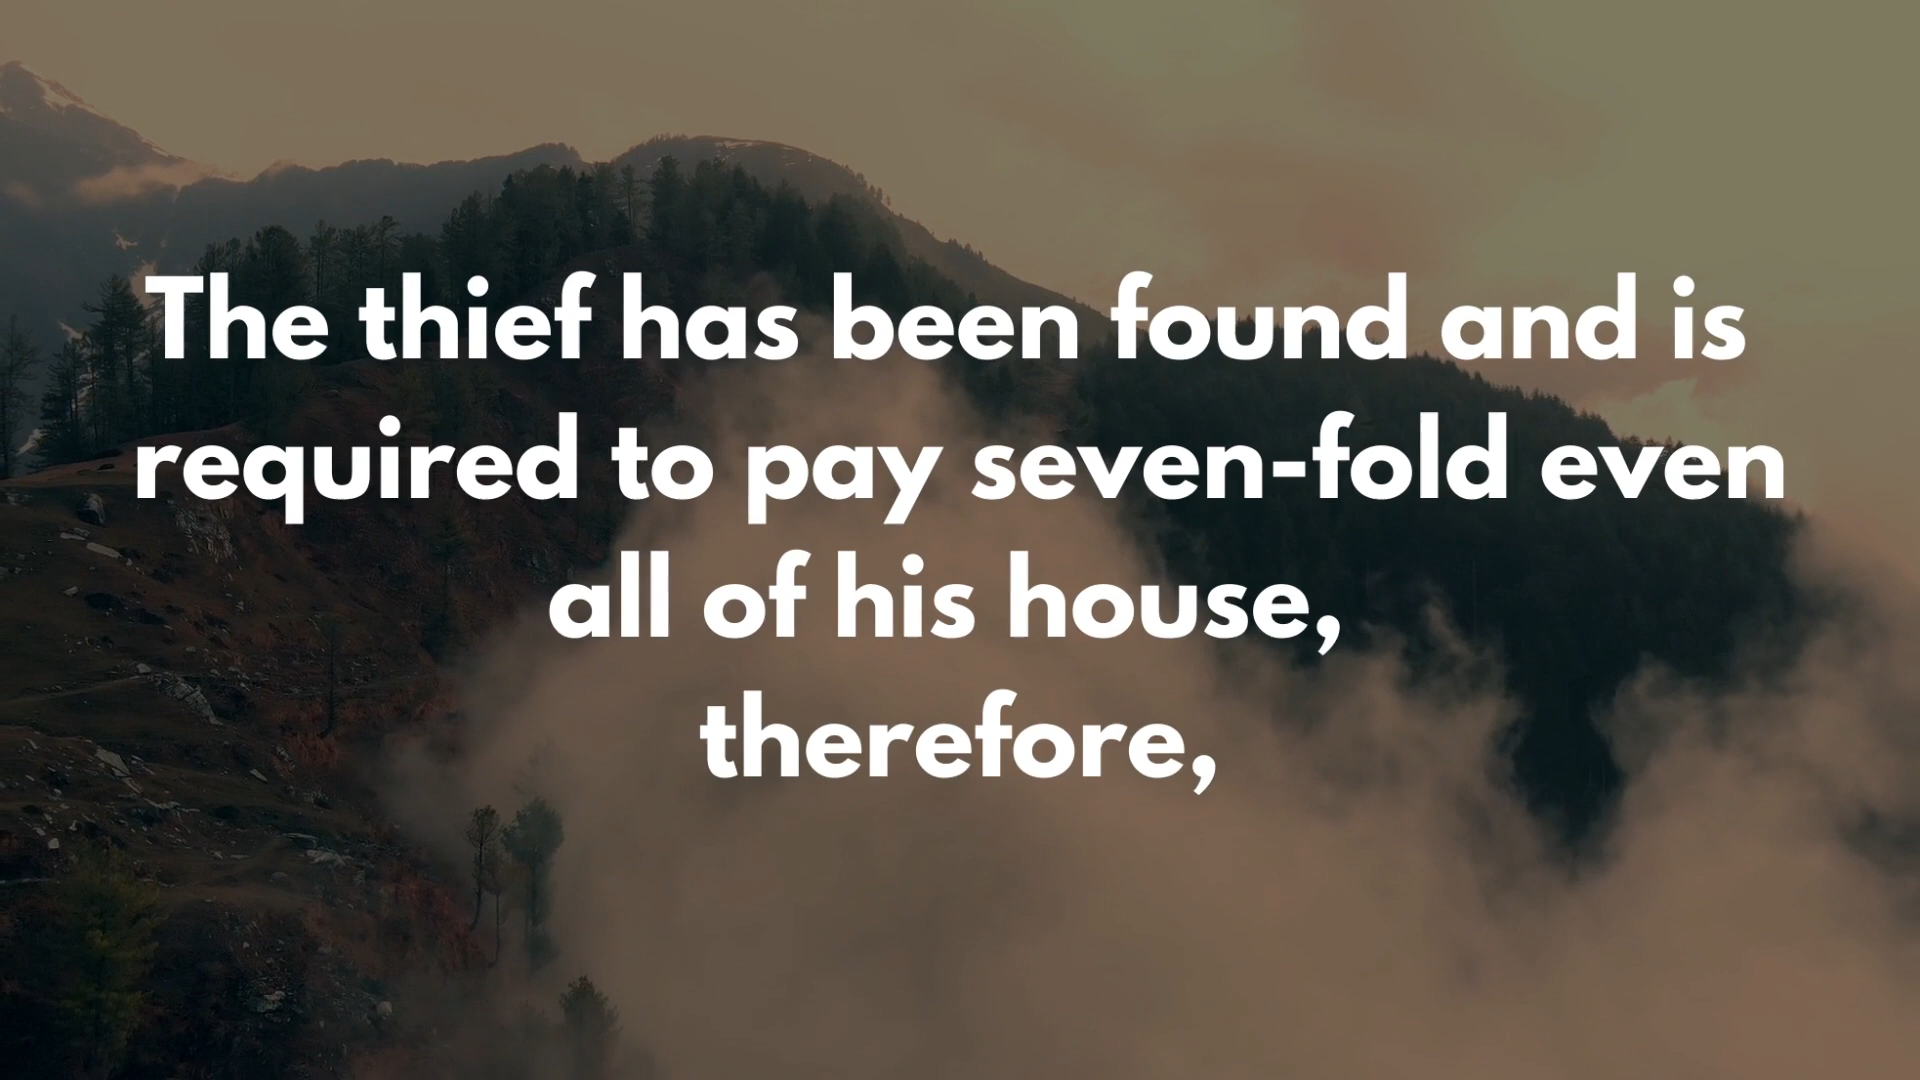 The thief has been found and is
required to pay seven-fold even
all of his house,
therefore,